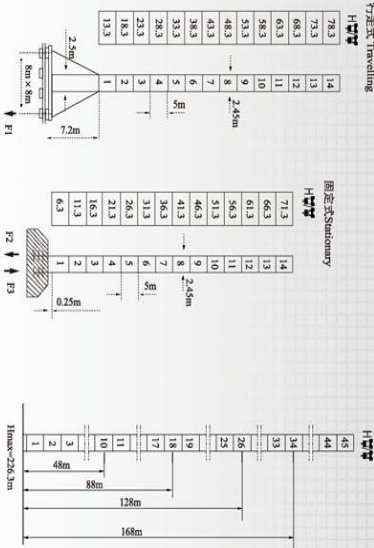 行走式 Travelling
H
78.3 14
73.3 13
68.3 12
63.3 11
58.3 10
53.3 9
48.3 8
43.3 7
38.3 6
33.3 5
28.3 4
23.3 3
18.3 2
13.3 1
2.45m
5m
2.5m
7.2m
8m×8m
F1
固定式Stationary
H
71.3 14
66.3 13
61.3 12
56.3 11
51.3 10
46.3 9
41.3 8
36.3 7
31.3 6
26.3 5
21.3 4
16.3 3
11.3 2
6.3 1
2.45m
5m
0.25m
F2 F3
H
45
44
34
33
26
25
19
18
17
11
10
3
2
1
48m
88m
128m
168m
Hmax=226.3m